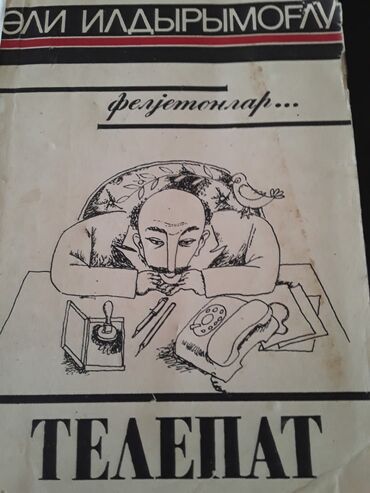 ӘЛИ ИЛДЫРЫМОҒЛУ
фелјетонлар...
ТЕЛЕПАТ